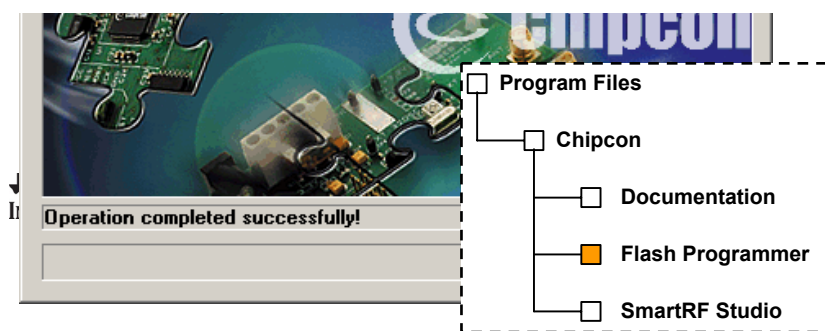 Chipcon
Program Files
Chipcon
Documentation
Operation completed successfully!
Flash Programmer
SmartRF Studio